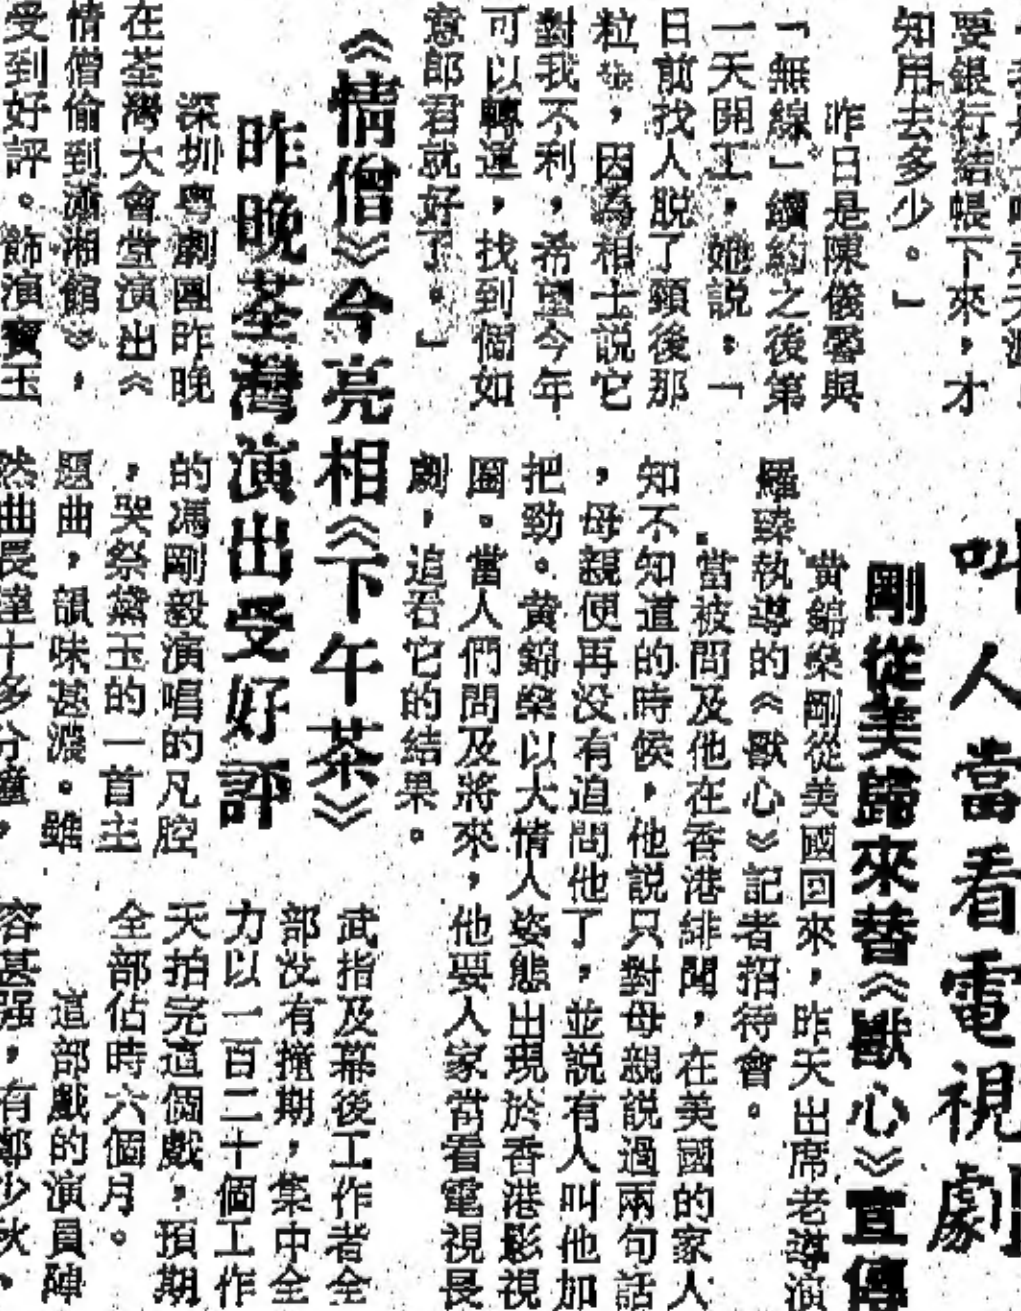 要銀行結帳下來，才
知用去多少。」
昨日是陳儀馨與
「無線」續約之後第
一天開工，她説：「
日前找人脱了頸後那
粒，因為相士説它
對我不利，希望今年
可以轉運，找到個如
意郎君就好了。」
叫人當看電視劇
剛從美歸來替《獸心》宣傳
黄錦燊剛從美國回來，昨天出席老導演
羅臻執導的《獸心》記者招待會。
當被問及他在香港緋聞，在美國的家人
知不知道的時候，他説只對母親説過兩句話
，母親便再没有追問他了，並説有人叫他加
把勁。黄錦燊以大情人姿態出現於香港影視
圈。當人們問及將來，他要人家當看電視長
劇，追看它的結果。
《情僧》今亮相《下午茶》
昨晚荃灣演出受好評
深圳粤劇團昨晚
在荃灣大會堂演出《
情僧偷到瀟湘館》，
受到好評。飾演寶玉
的馮剛毅演唱的凡腔
，哭祭黛玉的一首主
題曲，韻味甚濃。雖
然曲長達十多分鐘，
武指及幕後工作者全
部没有撞期，集中全
力以一百二十個工作
天拍完這個戲，預期
全部佔時六個月。
這部戲的演員陣
容甚强，有鄭少秋，